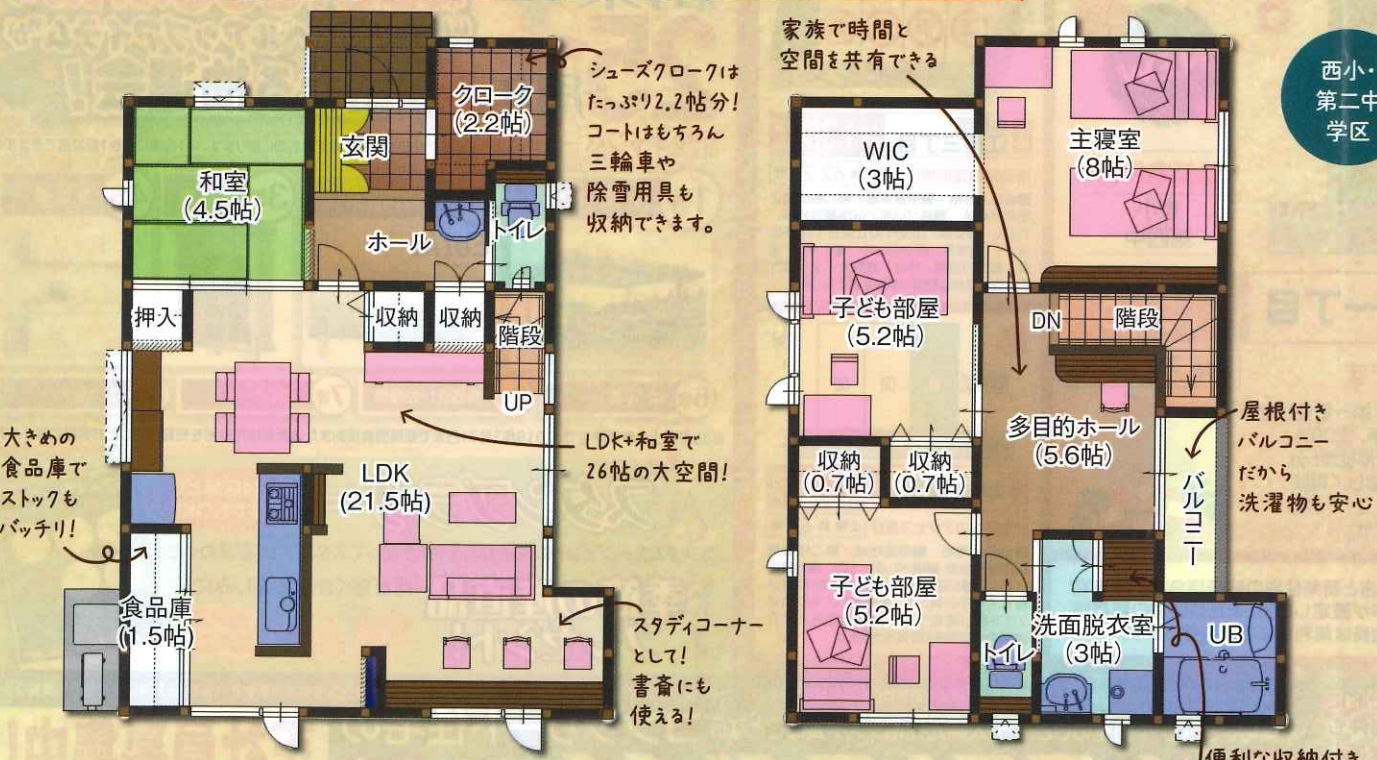 シューズクロークは
たっぷり2.2帖分!
コートはもちろん
三輪車や
除雪用具も
収納できます。
クローク
(2.2帖)
玄関
和室
(4.5帖)
ホール
トイレ
押入
収納
収納
階段
UP
LDK+和室で
26帖の大空間!
LDK
(21.5帖)
大きめの
食品庫で
ストックも
バッチリ!
食品庫
(1.5帖)
スタディコーナー
として!
書斎にも
使える!
家族で時間と
空間を共有できる
西小・
第二中
学区
WIC
(3帖)
主寝室
(8帖)
子ども部屋
(5.2帖)
DN
階段
多目的ホール
(5.6帖)
収納
(0.7帖)
収納
(0.7帖)
バルコニー
屋根付き
バルコニー
だから
洗濯物も安心
子ども部屋
(5.2帖)
トイレ
洗面脱衣室
(3帖)
UB
便利な収納付き